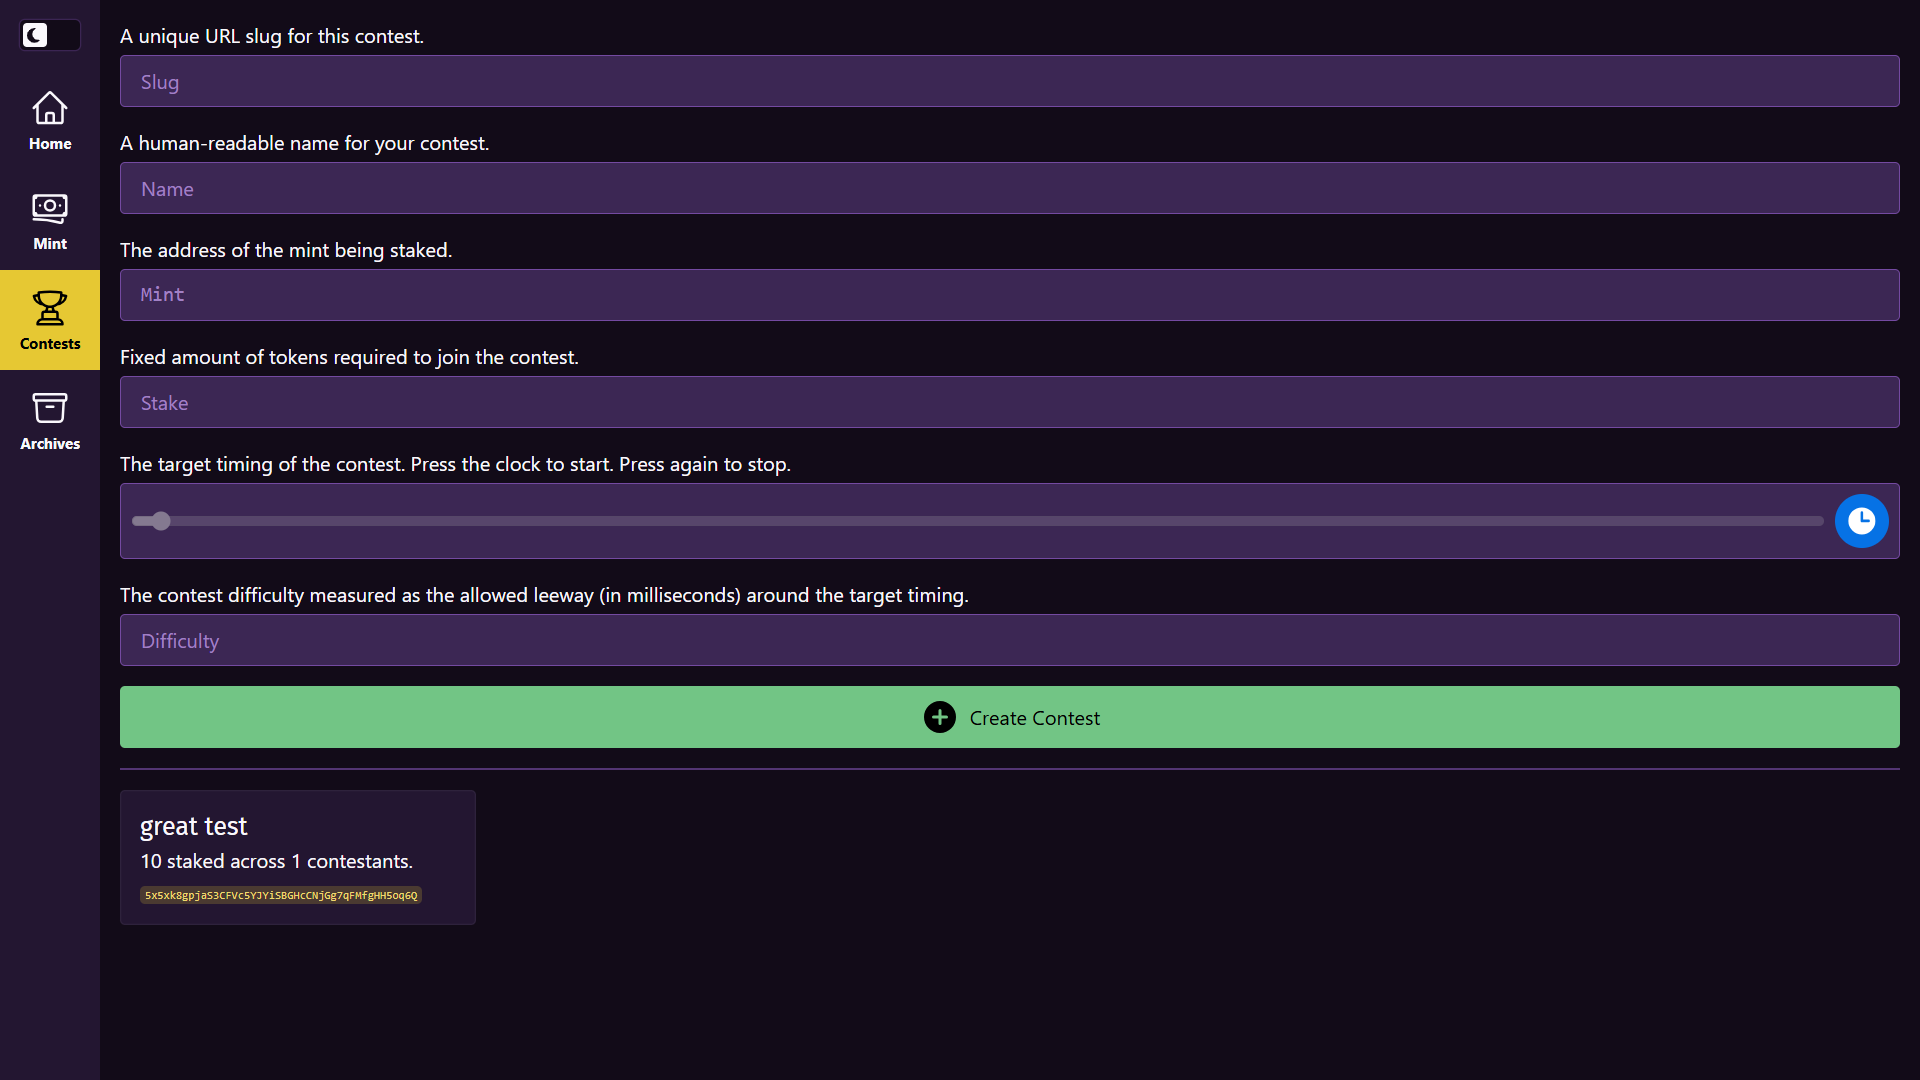 Home
Mint
Contests
Archives
A unique URL slug for this contest.
Slug
A human-readable name for your contest.
Name
The address of the mint being staked.
Mint
Fixed amount of tokens required to join the contest.
Stake
The target timing of the contest. Press the clock to start. Press again to stop.
The contest difficulty measured as the allowed leeway (in milliseconds) around the target timing.
Difficulty
Create Contest
great test
10 staked across 1 contestants.
5x5xk8gpjaS3CFVc5YJYiSBGHcCNjGg7qFMfgHH5oq6Q